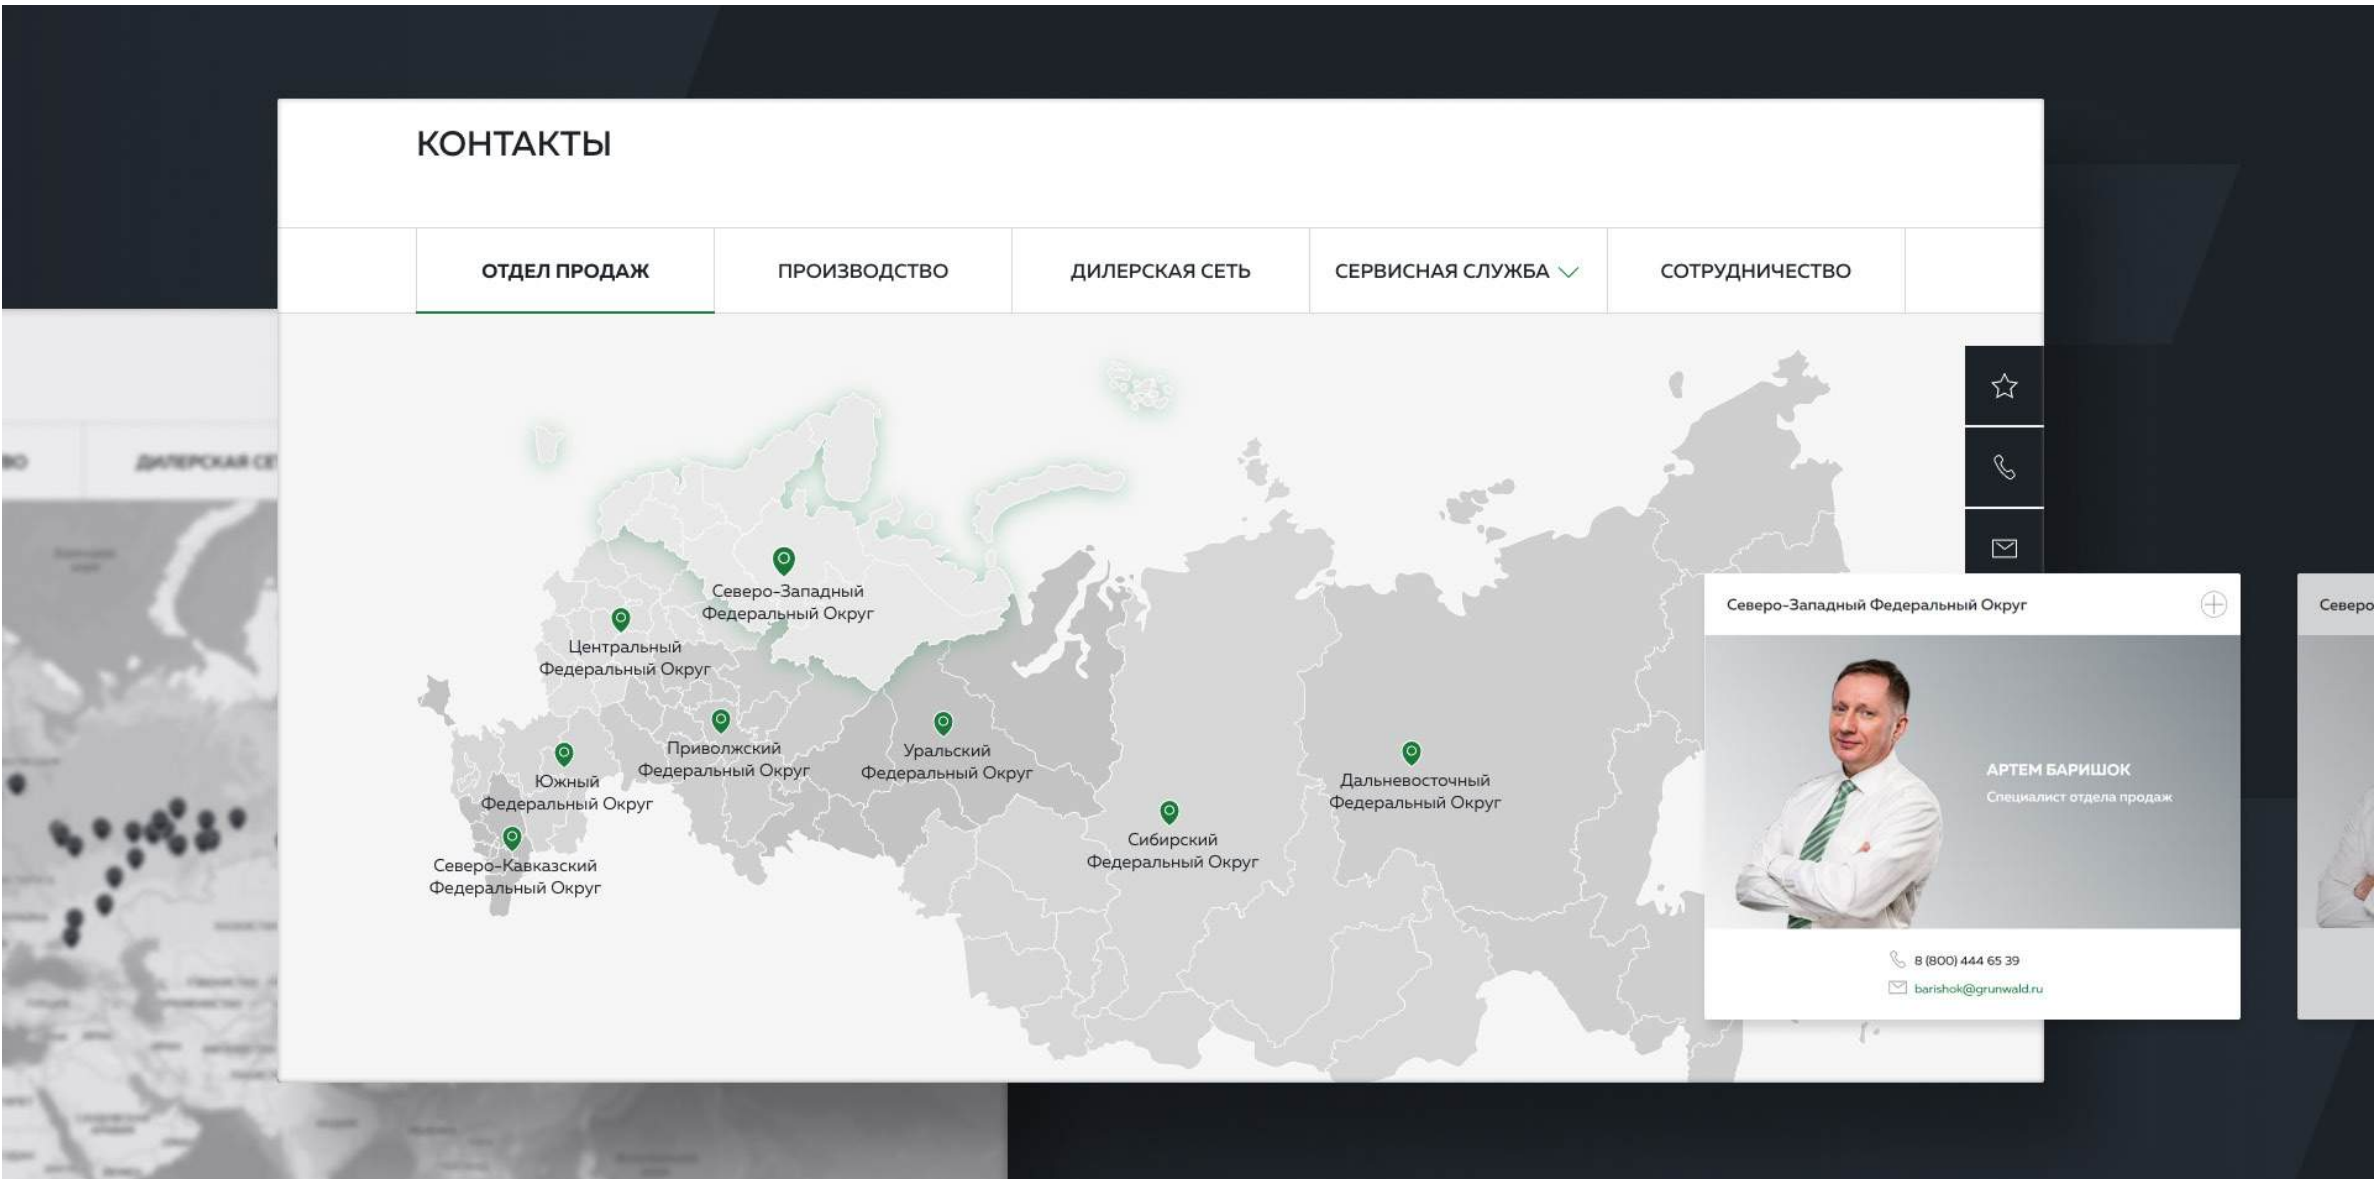 КОНТАКТЫ
ОТДЕЛ ПРОДАЖ
ПРОИЗВОДСТВО
ДИЛЕРСКАЯ СЕТЬ
СЕРВИСНАЯ СЛУЖБА
СОТРУДНИЧЕСТВО
ДИЛЕРСКАЯ
Северо-Западный
Федеральный Округ
Центральный
Федеральный Округ
Приволжский
Федеральный Округ
Уральский
Федеральный Округ
Южный
Федеральный Округ
Северо-Кавказский
Федеральный Округ
Сибирский
Федеральный Округ
Дальневосточный
Федеральный Округ
Северо-Западный Федеральный Округ
АРТЕМ БАРИШОК
Специалист отдела продаж
8 (800) 444 65 39
barishok@grunwald.ru
Северо